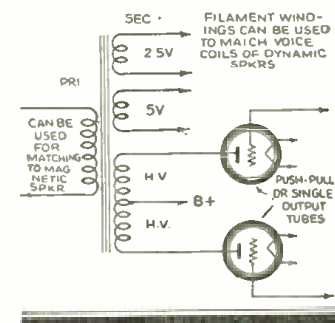 SEC.
FILAMENT WIND-
INGS CAN BE USED
TO MATCH VOICE
COILS OF DYNAMIC
SPKRS
2.5V
PRI
5V
CAN BE
USED
FOR
MATCHING
TO MAG
NETIC
SPKR
H.V.
B+
H.V.
PUSH-PULL
OR SINGLE
OUTPUT
TUBES